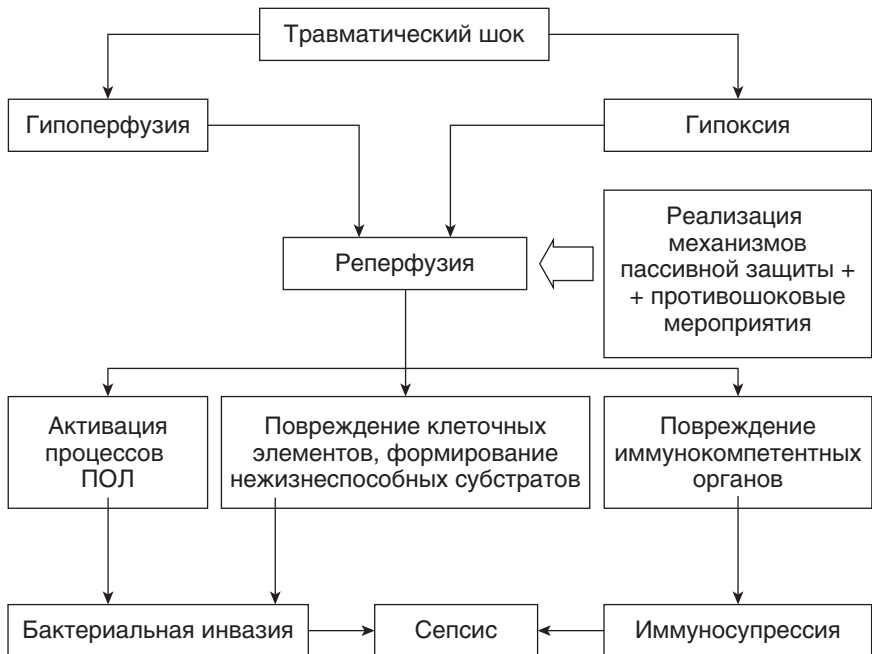 Травматический шок
Гипоперфузия
Гипоксия
Реализация
механизмов
пассивной защиты +
+ противошоковые
мероприятия
Реперфузия
Активация
процессов
ПОЛ
Повреждение клеточных
элементов, формирование
нежизнеспособных субстратов
Повреждение
иммунокомпетентных
органов
Бактериальная инвазия
Сепсис
Иммуносупрессия